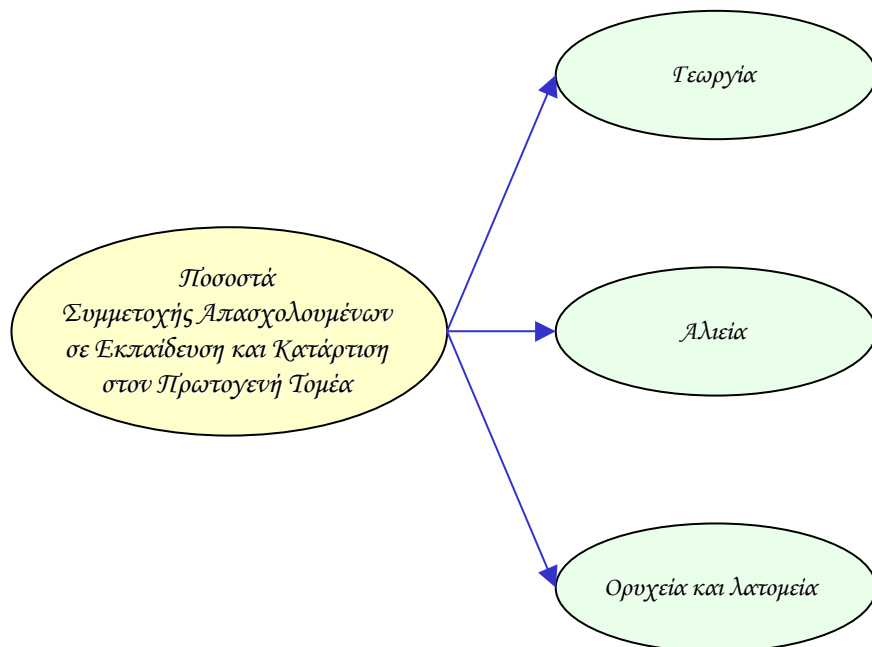 Γεωργία
Ποσοστά
Συμμετοχής Απασχολουμένων
σε Εκπαίδευση και Κατάρτιση
στον Πρωτογενή Τομέα
Αλιεία
Ορυχεία και λατομεία